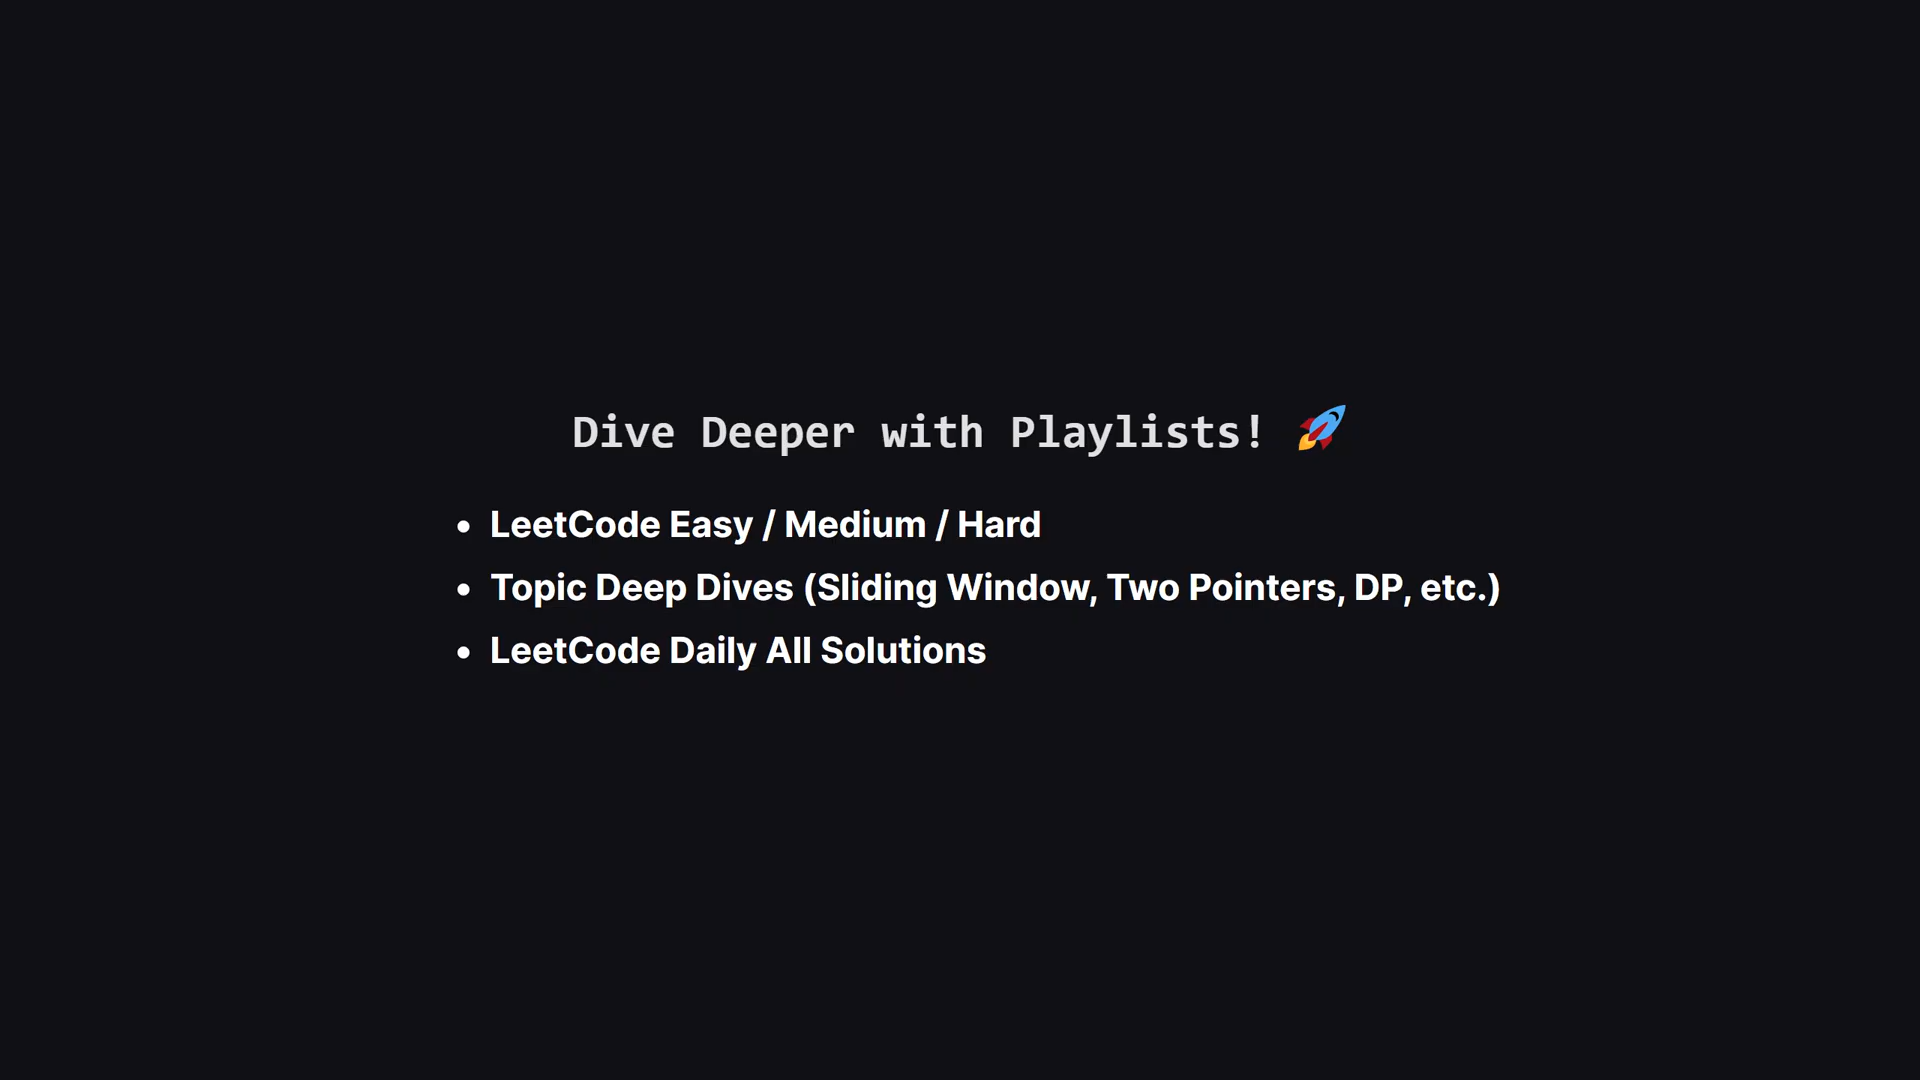 Dive Deeper with Playlists! 🚀
• LeetCode Easy / Medium / Hard
• Topic Deep Dives (Sliding Window, Two Pointers, DP, etc.)
• LeetCode Daily All Solutions